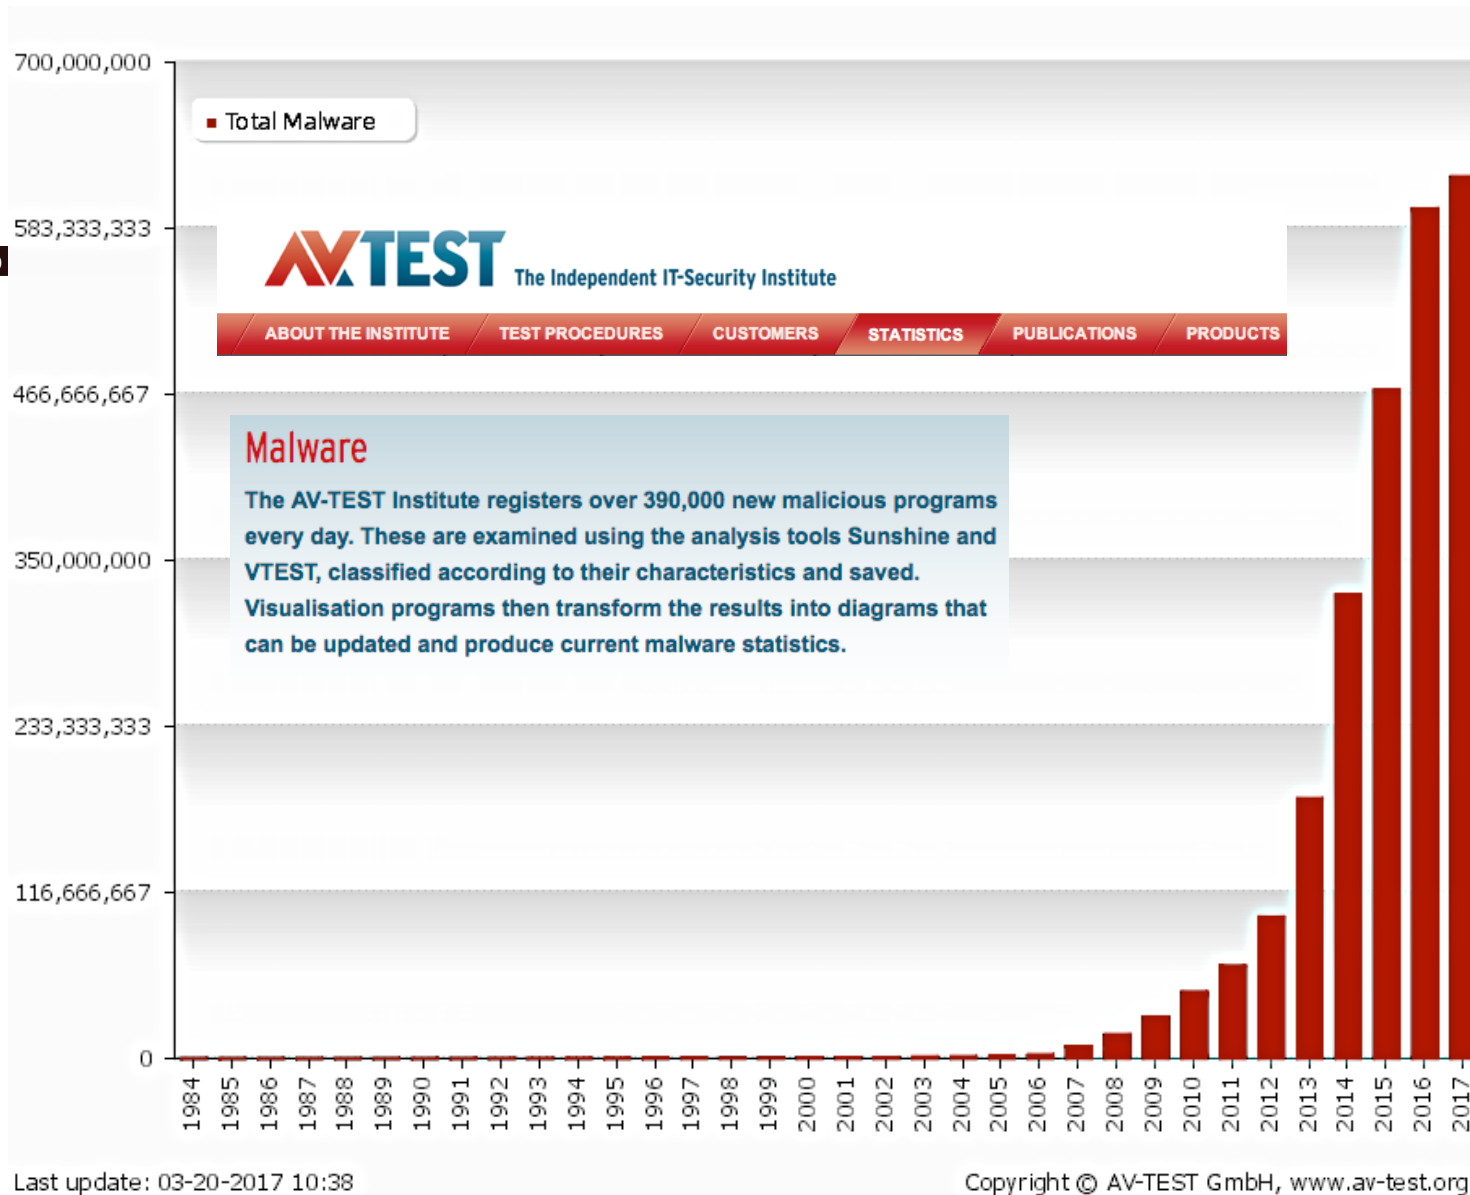 700,000,000
Total Malware
583,333,333
AV TEST The Independent IT-Security Institute
ABOUT THE INSTITUTE TEST PROCEDURES CUSTOMERS STATISTICS PUBLICATIONS PRODUCTS
466,666,667
Malware
The AV-TEST Institute registers over 390,000 new malicious programs
every day. These are examined using the analysis tools Sunshine and
VTEST, classified according to their characteristics and saved.
Visualisation programs then transform the results into diagrams that
can be updated and produce current malware statistics.
350,000,000
233,333,333
116,666,667
0
1984 1985 1986 1987 1988 1989 1990 1991 1992 1993 1994 1995 1996 1997 1998 1999 2000 2001 2002 2003 2004 2005 2006 2007 2008 2009 2010 2011 2012 2013 2014 2015 2016 2017
Last update: 03-20-2017 10:38
Copyright © AV-TEST GmbH, www.av-test.org